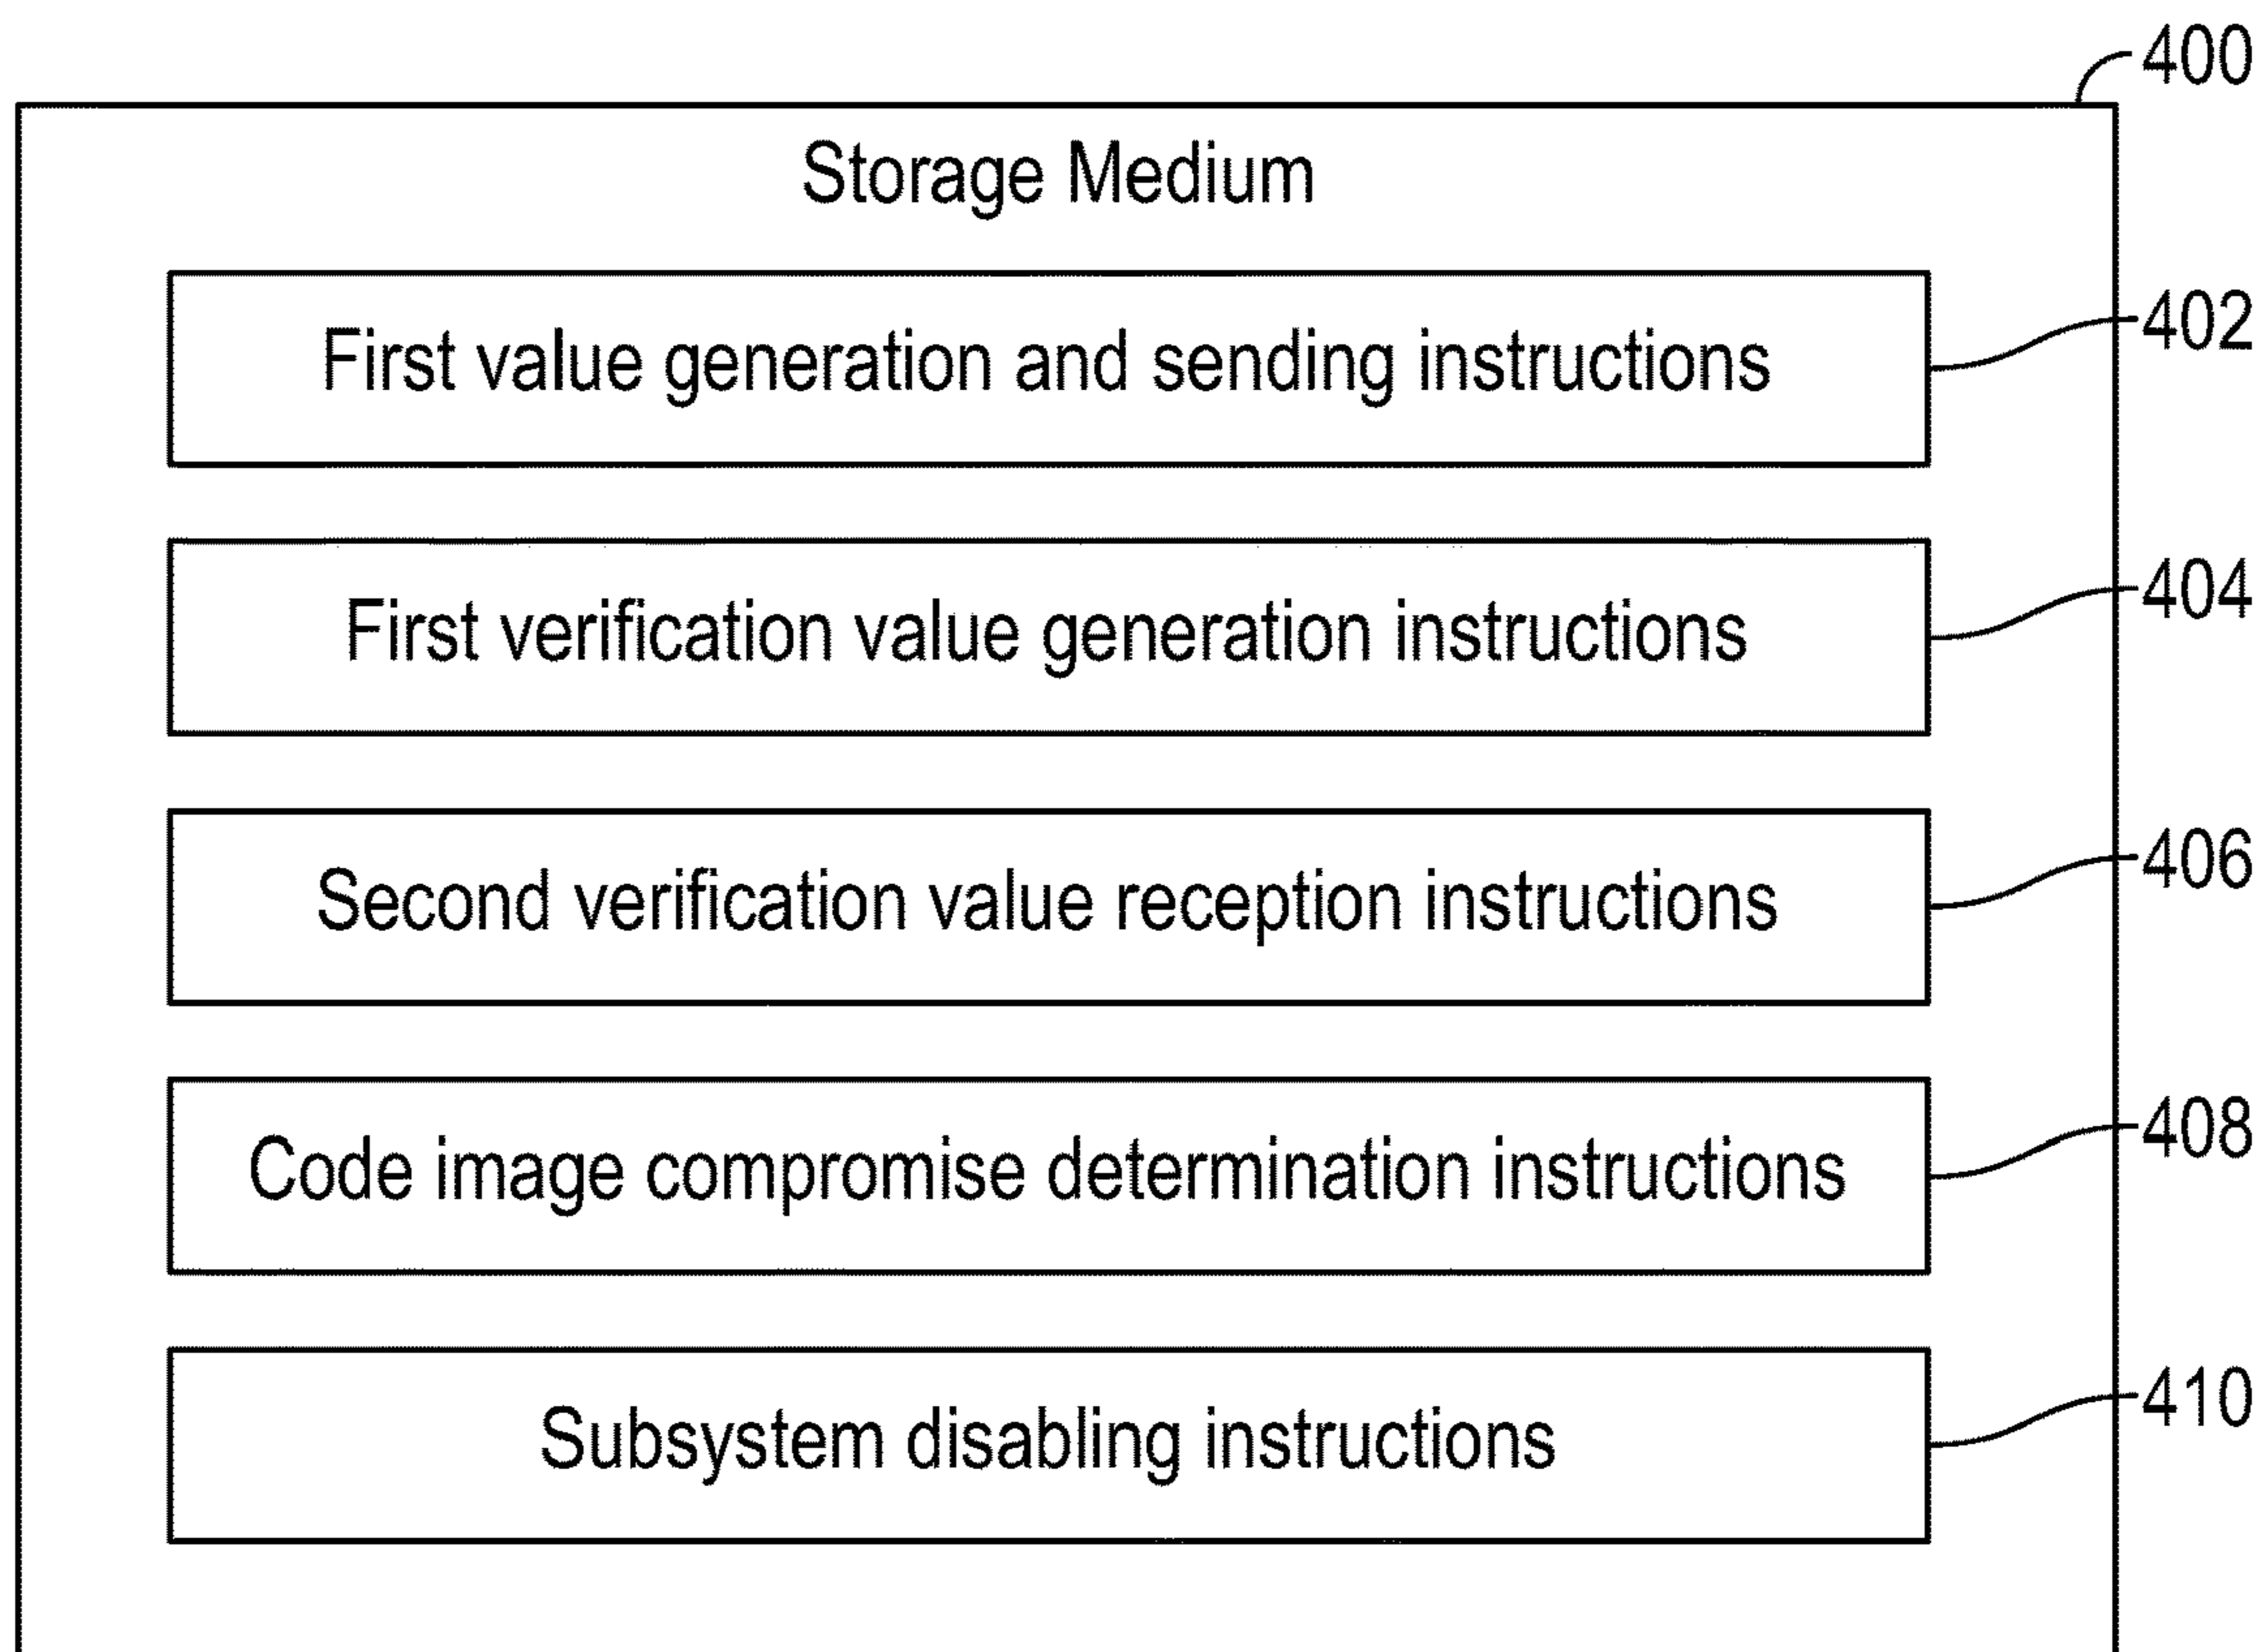 400
Storage Medium
First value generation and sending instructions
402
First verification value generation instructions
404
Second verification value reception instructions
406
Code image compromise determination instructions
408
Subsystem disabling instructions
410